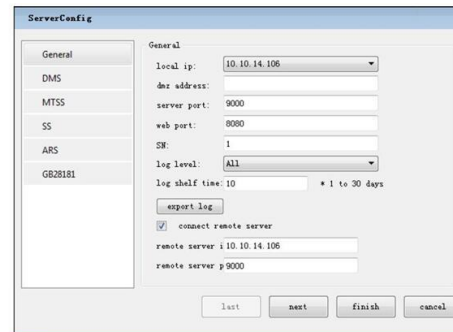 ServerConfig
General
DMS
MTSS
SS
ARS
GB28181
General
local ip: 10.10.14.106
dmz address:
server port: 9000
web port: 8080
SN: 1
log level: All
log shelf time: 10 * 1 to 30 days
export log
connect remote server
remote server i 10.10.14.106
remote server p 9000
last next finish cancel